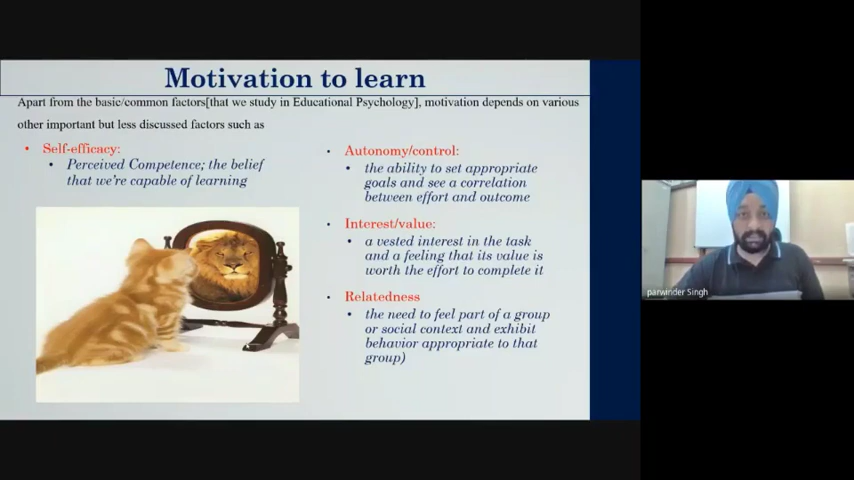 Motivation to learn
Apart from the basic/common factors[that we study in Educational Psychology], motivation depends on various
other important but less discussed factors such as
• Self-efficacy:
• Perceived Competence; the belief
that we're capable of learning
• Autonomy/control:
• the ability to set appropriate
goals and see a correlation
between effort and outcome
• Interest/value:
• a vested interest in the task
and a feeling that its value is
worth the effort to complete it
• Relatedness
• the need to feel part of a group
or social context and exhibit
behavior appropriate to that
group)
parwinder Singh